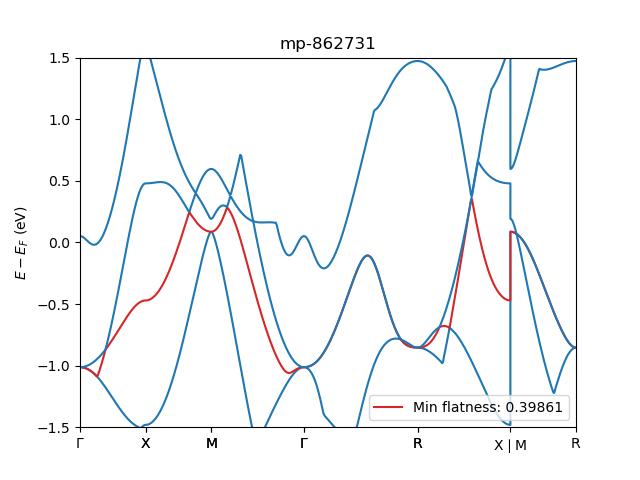 mp-862731
E − E_F (eV)
1.5
1.0
0.5
0.0
−0.5
−1.0
−1.5
Min flatness: 0.39861
Γ X M Γ R X | M R